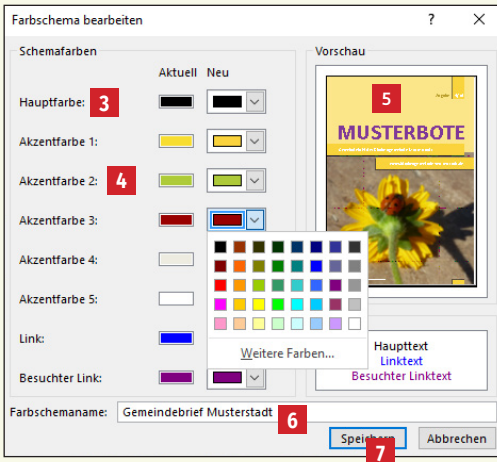 Farbschema bearbeiten ? ×
Schemafarben
Vorschau
Aktuell Neu
Hauptfarbe: 3
Akzentfarbe 1:
Akzentfarbe 2: 4
Akzentfarbe 3:
Akzentfarbe 4:
Akzentfarbe 5:
Link:
Besuchter Link:
Weitere Farben...
5
MUSTERBOTE
Haupttext
Linktext
Besuchter Linktext
Farbschemaname: Gemeindebrief Musterstadt 6
Speichern Abbrechen
7